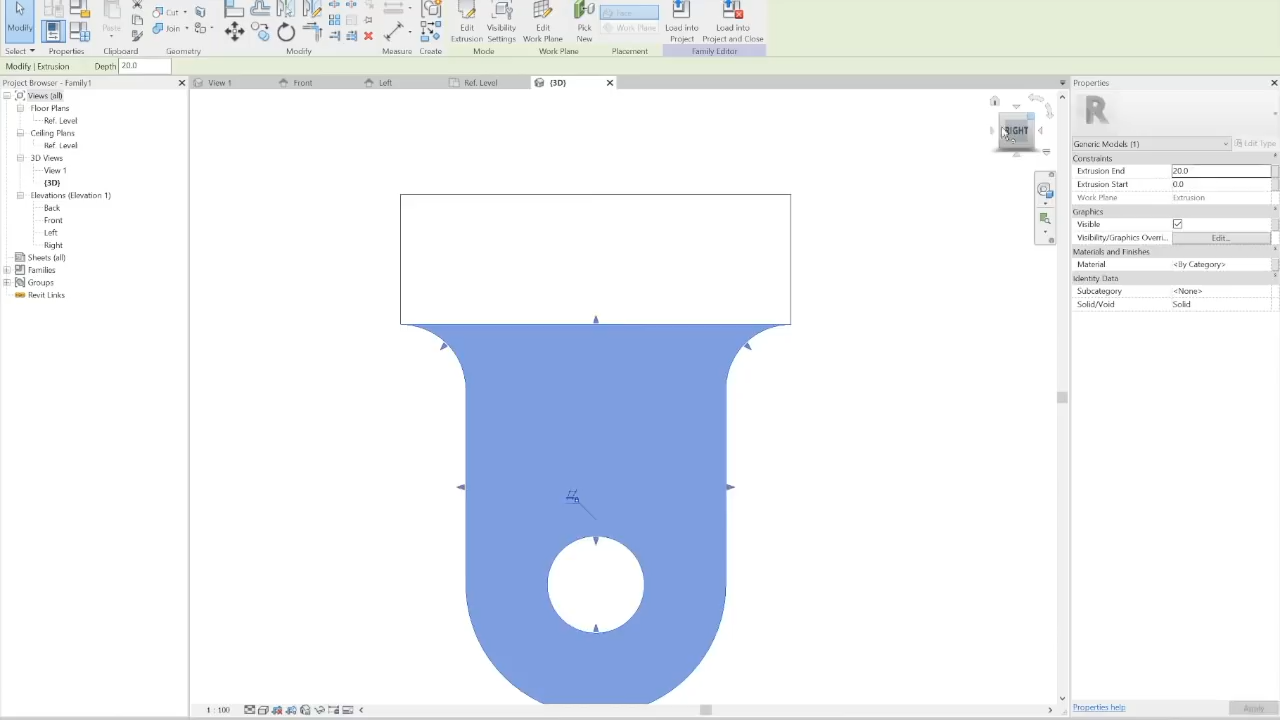 Cut
Join
Paste
Edit Extrusion
Visibility Settings
Edit Work Plane
Pick New
Face
Work Plane
Load into Project
Load into Project and Close
Select
Properties
Clipboard
Geometry
Modify
Measure
Create
Mode
Work Plane
Placement
Family Editor
Modify | Extrusion
Depth
20.0
Project Browser - Family1
View 1
Front
Left
Ref. Level
{3D}
Properties
Views (all)
Floor Plans
Ref. Level
Ceiling Plans
Ref. Level
3D Views
View 1
{3D}
Elevations (Elevation 1)
Back
Front
Left
Right
Sheets (all)
Families
Groups
Revit Links
RIGHT
R
Generic Models (1)
Edit Type
Constraints
Extrusion End
20.0
Extrusion Start
0.0
Work Plane
Extrusion
Graphics
Visible
Visibility/Graphics Overri...
Edit...
Materials and Finishes
Material
<By Category>
Identity Data
Subcategory
<None>
Solid/Void
Solid
1 : 100
Properties help
Apply